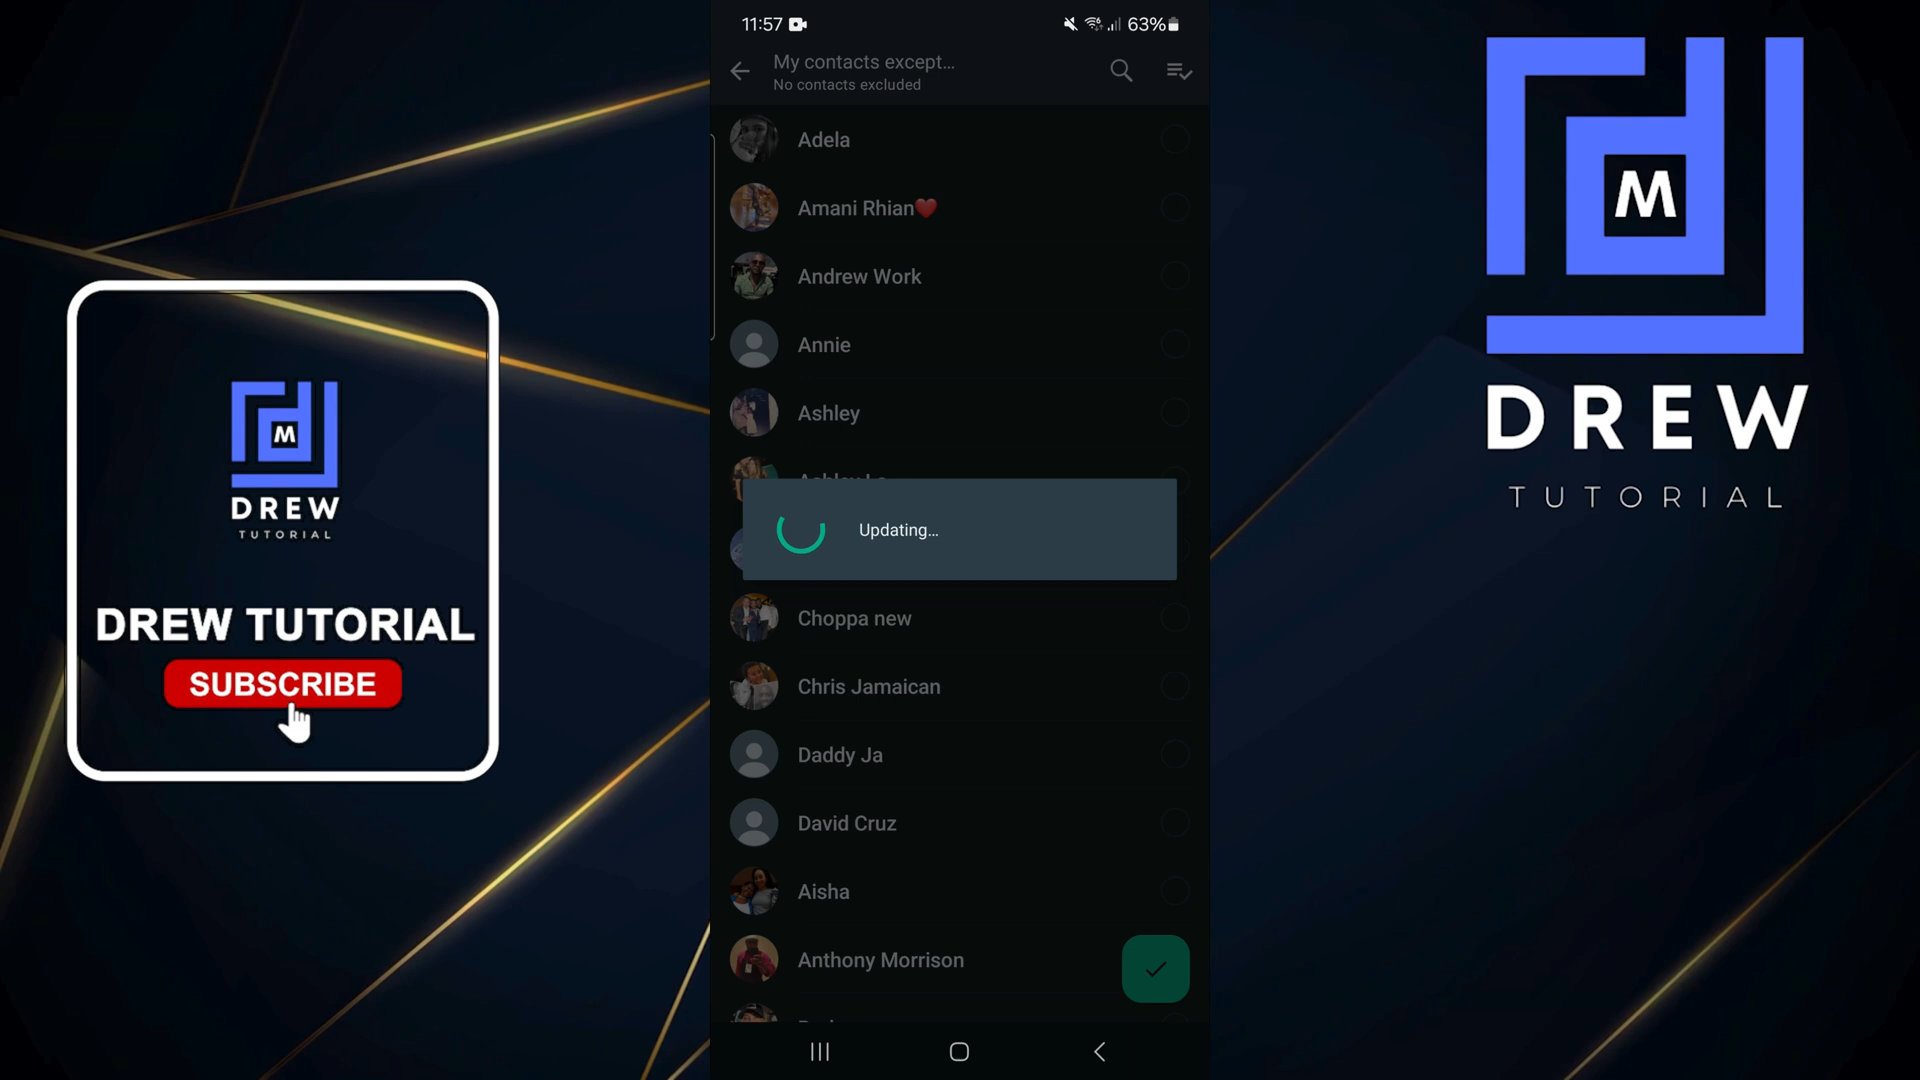 11:57
63%
My contacts except...
No contacts excluded
Adela
Amani Rhian❤️
Andrew Work
Annie
Ashley
Updating...
Choppa new
Chris Jamaican
Daddy Ja
David Cruz
Aisha
Anthony Morrison
M
DREW
TUTORIAL
DREW TUTORIAL
SUBSCRIBE
M
DREW
TUTORIAL